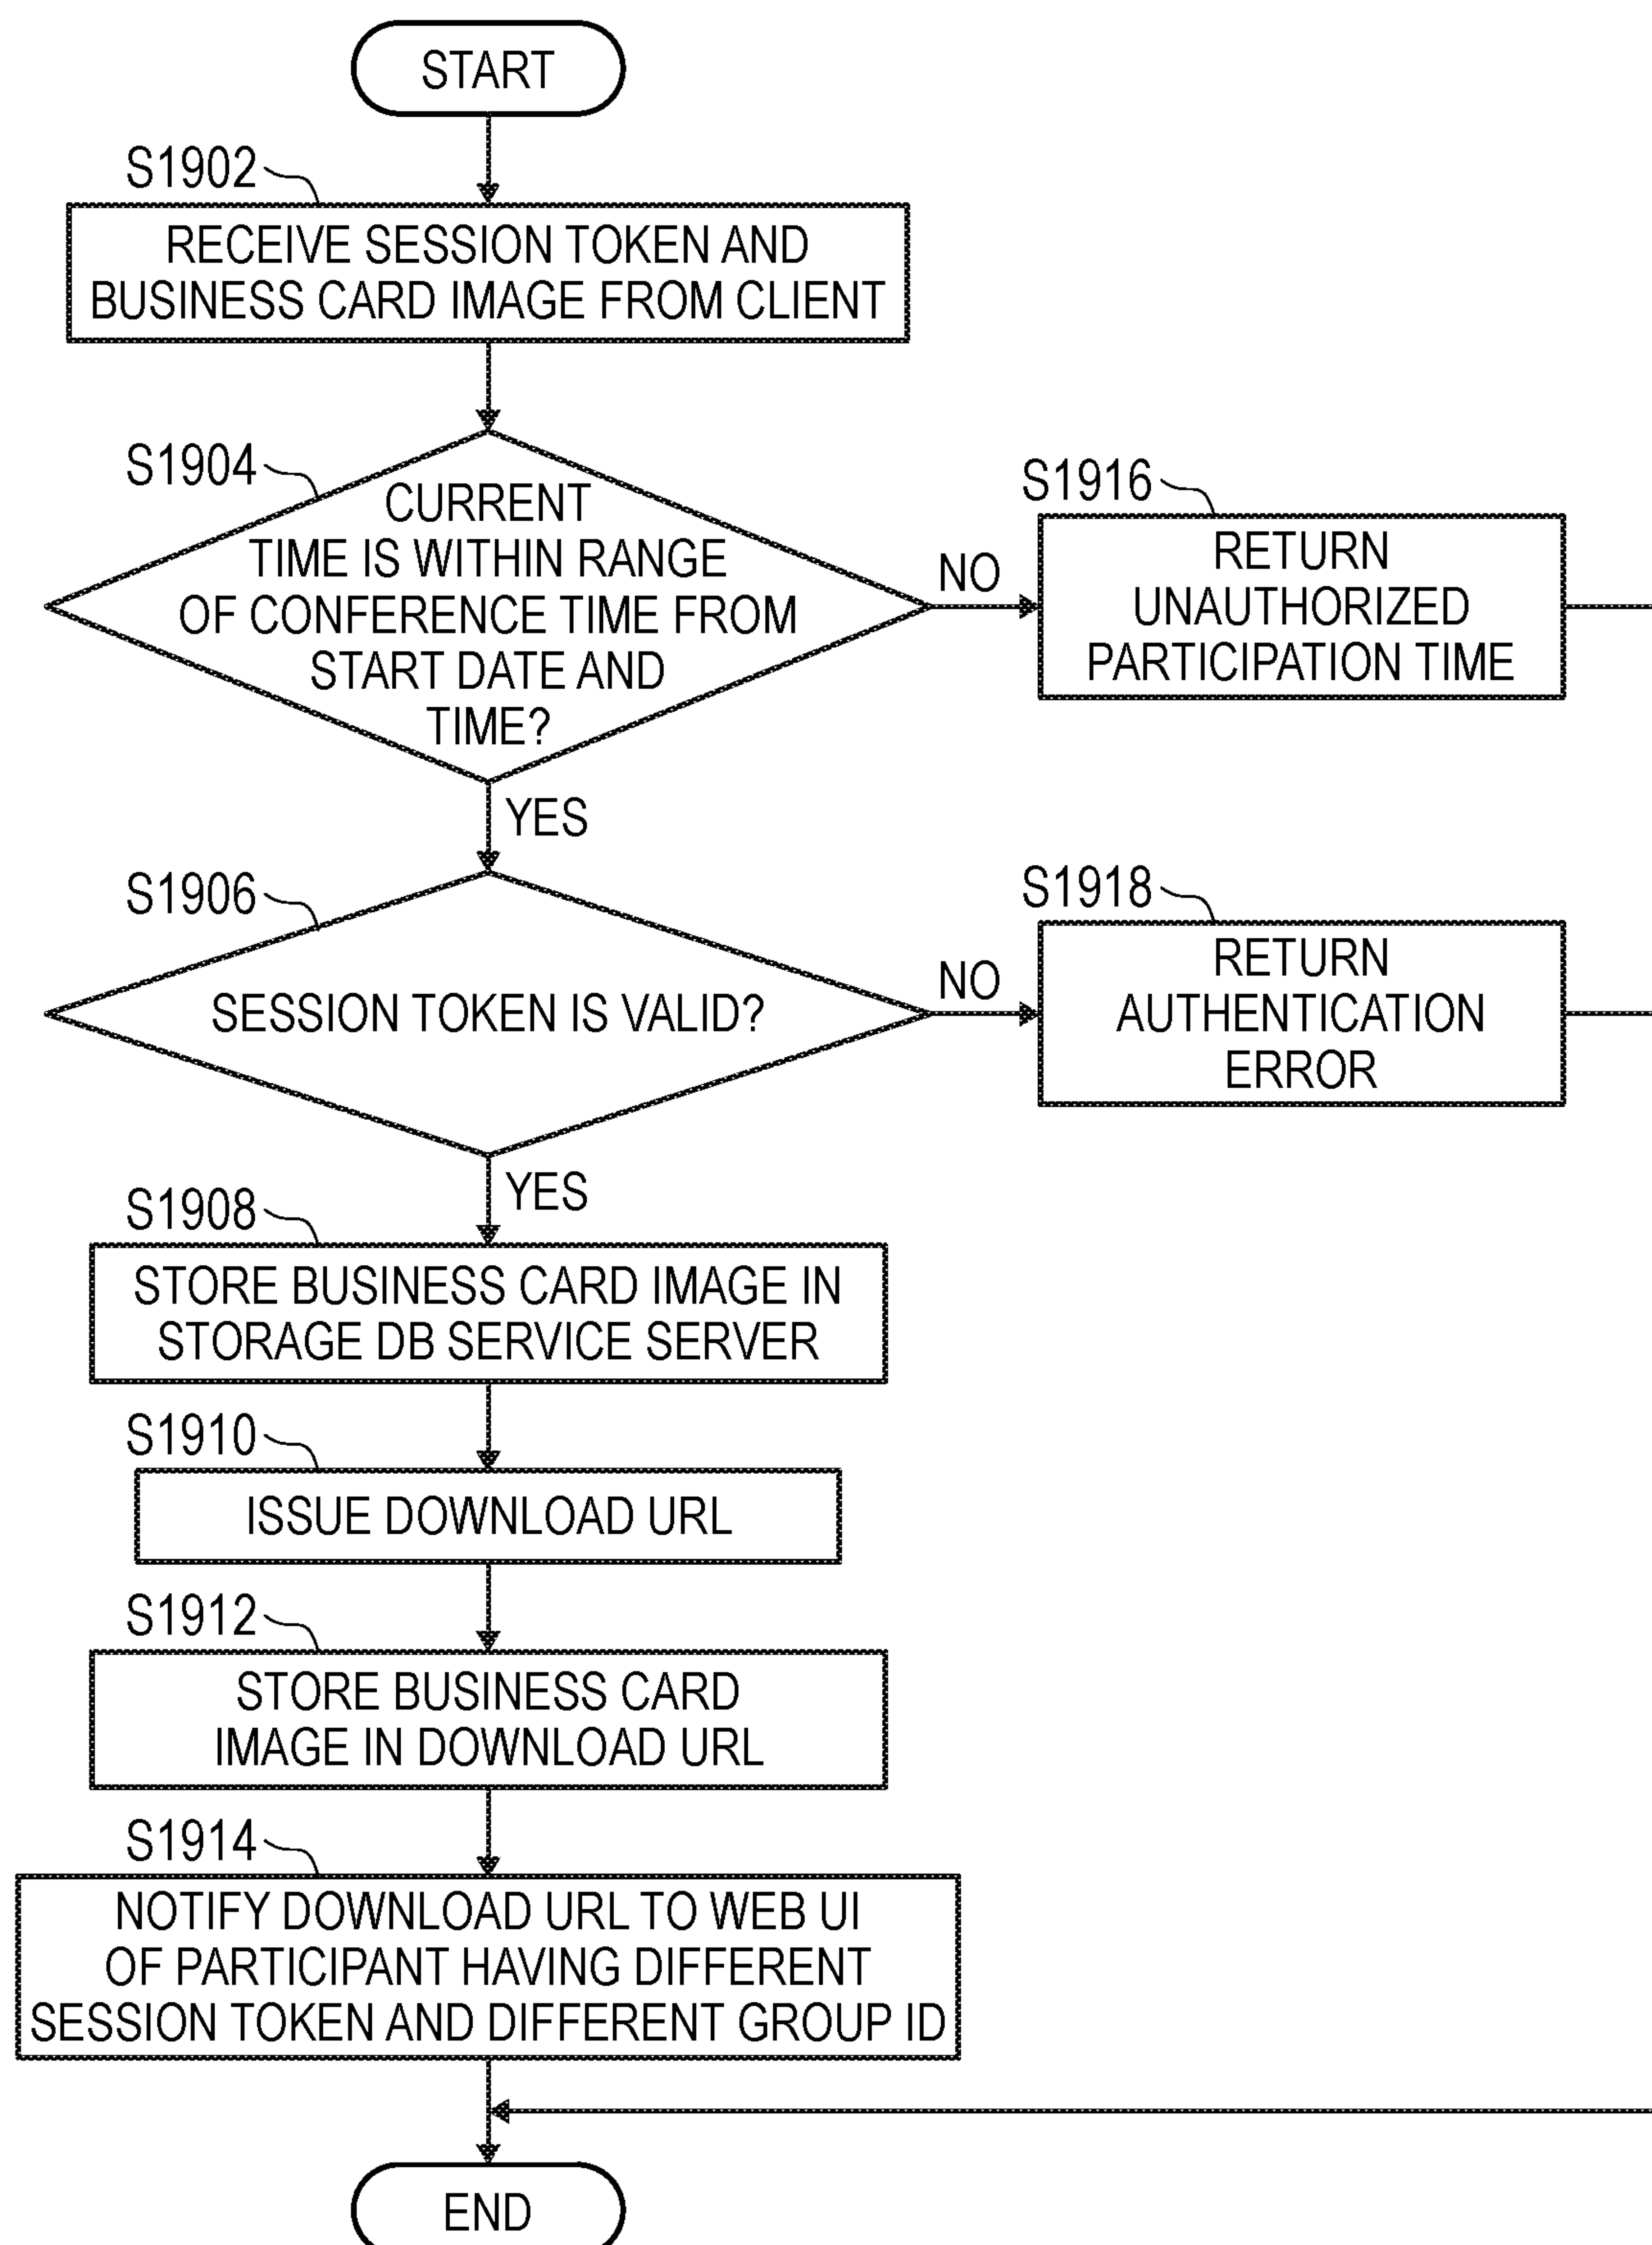 START
S1902
RECEIVE SESSION TOKEN AND
BUSINESS CARD IMAGE FROM CLIENT
S1904
CURRENT
TIME IS WITHIN RANGE
OF CONFERENCE TIME FROM
START DATE AND
TIME?
NO
S1916
RETURN
UNAUTHORIZED
PARTICIPATION TIME
YES
S1906
SESSION TOKEN IS VALID?
NO
S1918
RETURN
AUTHENTICATION
ERROR
YES
S1908
STORE BUSINESS CARD IMAGE IN
STORAGE DB SERVICE SERVER
S1910
ISSUE DOWNLOAD URL
S1912
STORE BUSINESS CARD
IMAGE IN DOWNLOAD URL
S1914
NOTIFY DOWNLOAD URL TO WEB UI
OF PARTICIPANT HAVING DIFFERENT
SESSION TOKEN AND DIFFERENT GROUP ID
END